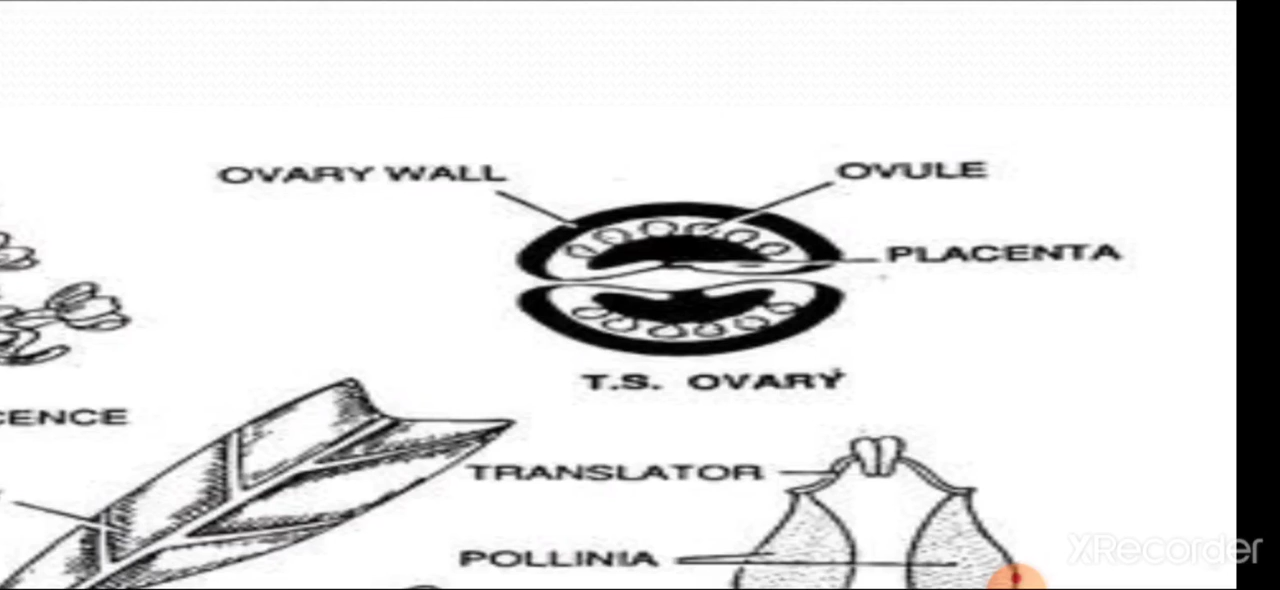 OVARY WALL
OVULE
PLACENTA
T.S. OVARY
CENCE
TRANSLATOR
POLLINIA
XRecorder